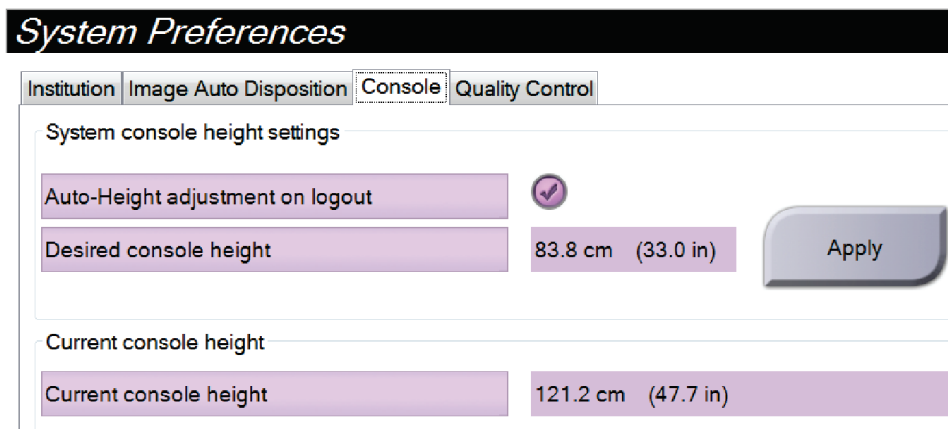 System Preferences
Institution Image Auto Disposition Console Quality Control
System console height settings
Auto-Height adjustment on logout
Desired console height 83.8 cm (33.0 in) Apply
Current console height
Current console height 121.2 cm (47.7 in)